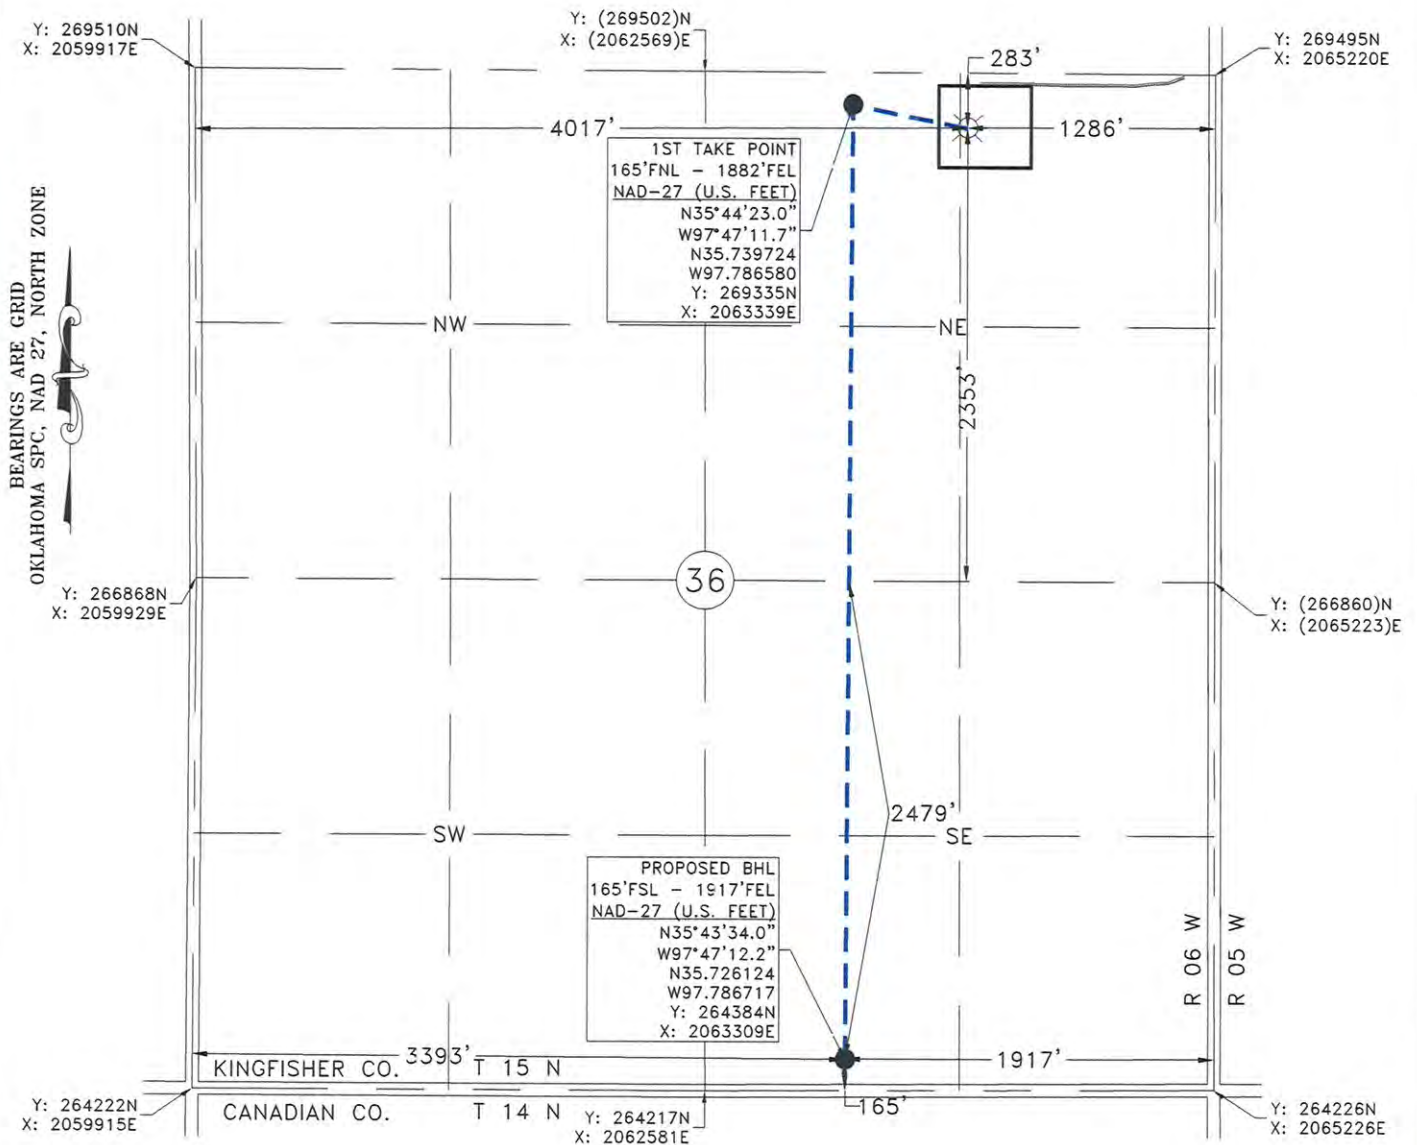 Y: 269510N
X: 2059917E
Y: (269502)N
X: (2062569)E
Y: 269495N
X: 2065220E
283'
4017'
1286'
1ST TAKE POINT
165'FNL - 1882'FEL
NAD-27 (U.S. FEET)
N35°44'23.0"
W97°47'11.7"
N35.739724
W97.786580
Y: 269335N
X: 2063339E
BEARINGS ARE GRID
OKLAHOMA SPC, NAD 27, NORTH ZONE
NW
NE
2353'
36
Y: 266868N
X: 2059929E
Y: (266860)N
X: (2065223)E
2479'
SW
SE
PROPOSED BHL
165'FSL - 1917'FEL
NAD-27 (U.S. FEET)
N35°43'34.0"
W97°47'12.2"
N35.726124
W97.786717
Y: 264384N
X: 2063309E
R 06 W
R 05 W
3393'
1917'
KINGFISHER CO.
T 15 N
CANADIAN CO.
T 14 N
165'
Y: 264222N
X: 2059915E
Y: 264217N
X: 2062581E
Y: 264226N
X: 2065226E